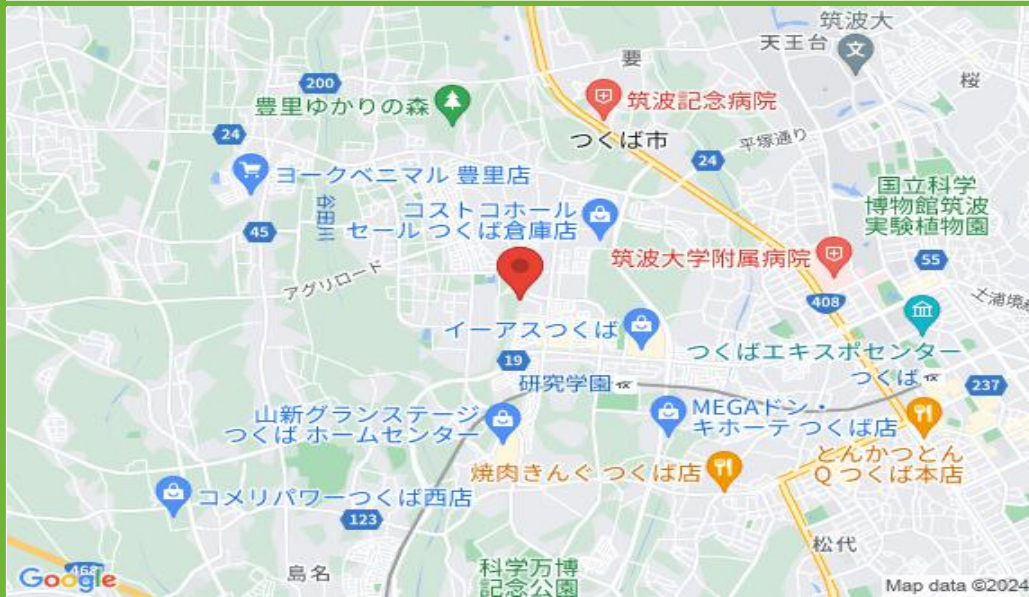 筑波大
天王台
要
桜
200
豊里ゆかりの森
筑波記念病院
つくば市
24
24
平塚通り
ヨークベニマル 豊里店
国立科学
博物館筑波
実験植物園
谷田川
コストコホール
セール つくば倉庫店
45
筑波大学附属病院
55
アグリロード
408
イーアスつくば
つくばエキスポセンター
19
つくば
研究学園
237
山新グランステージ
つくば ホームセンター
MEGAドン・
キホーテ つくば店
とんかつとん
Q つくば本店
焼肉きんぐ つくば店
コメリパワーつくば西店
123
松代
468
島名
科学万博
記念公園
Google
Map data ©2024